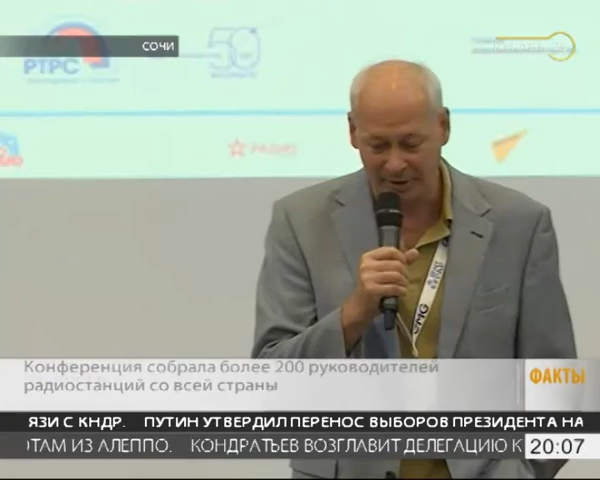 СОЧИ
РТРС
50
РАДИО
ЕМG
Конференция собрала более 200 руководителей
радиостанций со всей страны
ФАКТЫ
ЯЗИ С КНДР. ПУТИН УТВЕРДИЛ ПЕРЕНОС ВЫБОРОВ ПРЕЗИДЕНТА НА
ОТАМ ИЗ АЛЕППО. КОНДРАТЬЕВ ВОЗГЛАВИТ ДЕЛЕГАЦИЮ К
20:07